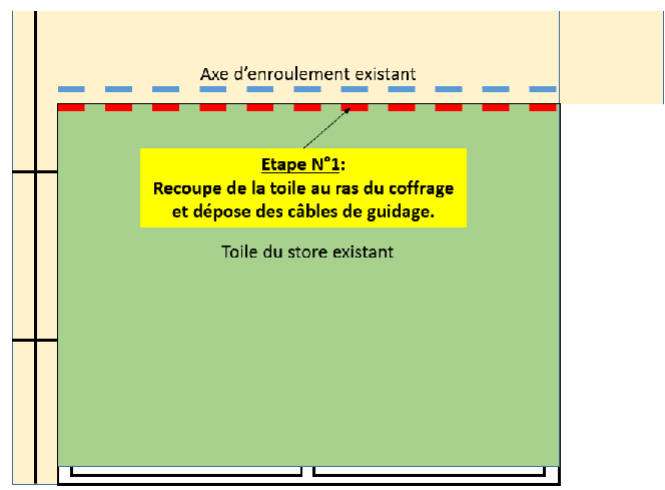 Axe d'enroulement existant
Etape N°1:
Recoupe de la toile au ras du coffrage
et dépose des câbles de guidage.
Toile du store existant